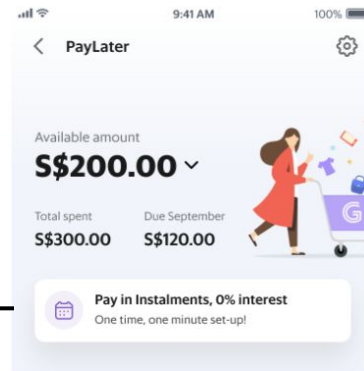 9:41 AM
100%
PayLater
Available amount
S$200.00
Total spent
Due September
S$300.00
S$120.00
G
Pay in Instalments, 0% interest
One time, one minute set-up!